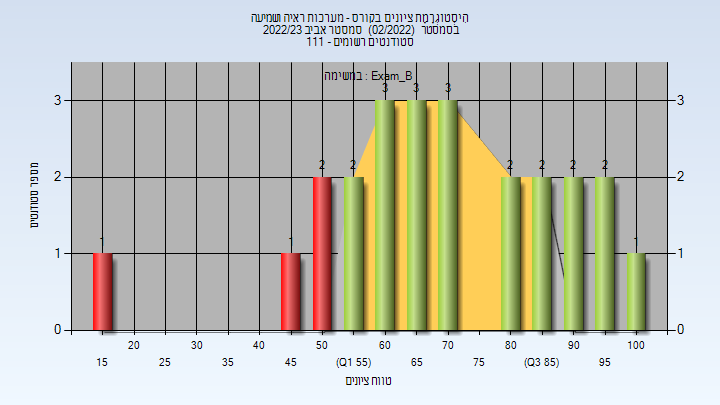 הִיסְטוֹגְרָמַת ציונים בקורס - מערכות ראיה ושמיעה
בסמסטר (02/2022) סמסטר אביב 2022/23
סטודנטים רשומים - 111
במשימה : Exam_B
3 3 3
2 2 2 2 2 2
1 1 1
3 3
2 2
1 1
0 0
מספר סטודנטים
20 30 40 50 60 70 80 90 100
15 25 35 45 (Q1 55) 65 75 (Q3 85) 95
טווח ציונים